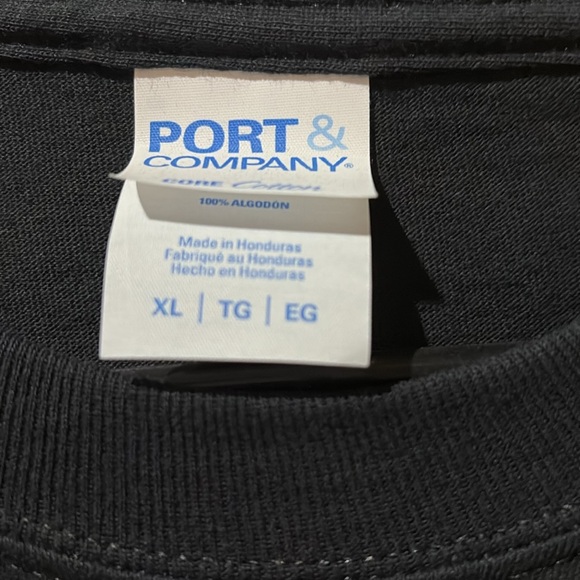 PORT &
COMPANY®
CORE Cotton
100% ALGODÓN
Made in Honduras
Fabriqué au Honduras
Hecho en Honduras
XL | TG | EG